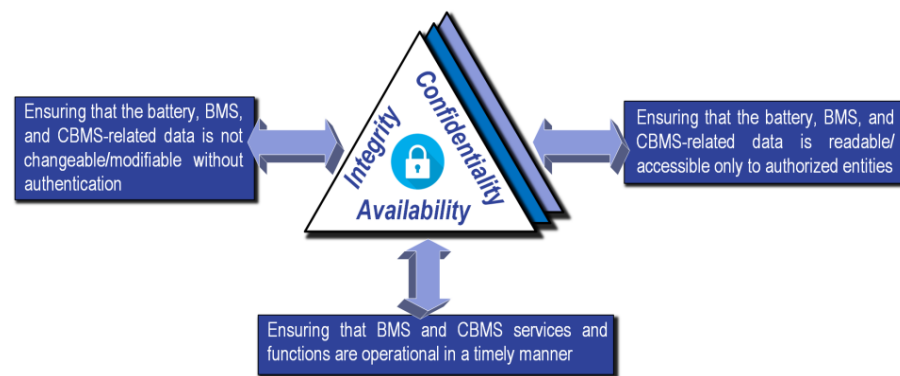 Ensuring that the battery, BMS,
and CBMS-related data is not
changeable/modifiable without
authentication
Integrity
Confidentiality
Availability
Ensuring that the battery, BMS, and
CBMS-related data is readable/
accessible only to authorized entities
Ensuring that BMS and CBMS services and
functions are operational in a timely manner